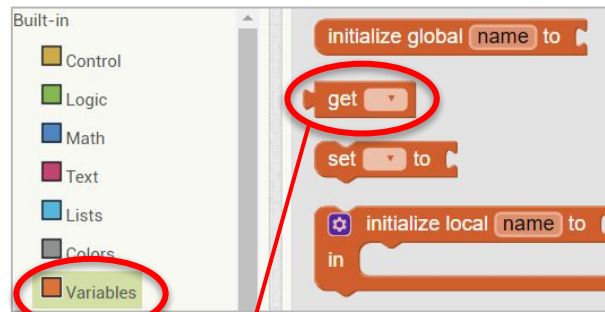 Built-in
Control
Logic
Math
Text
Lists
Colors
Variables
initialize global name to
get
set to
initialize local name to
in